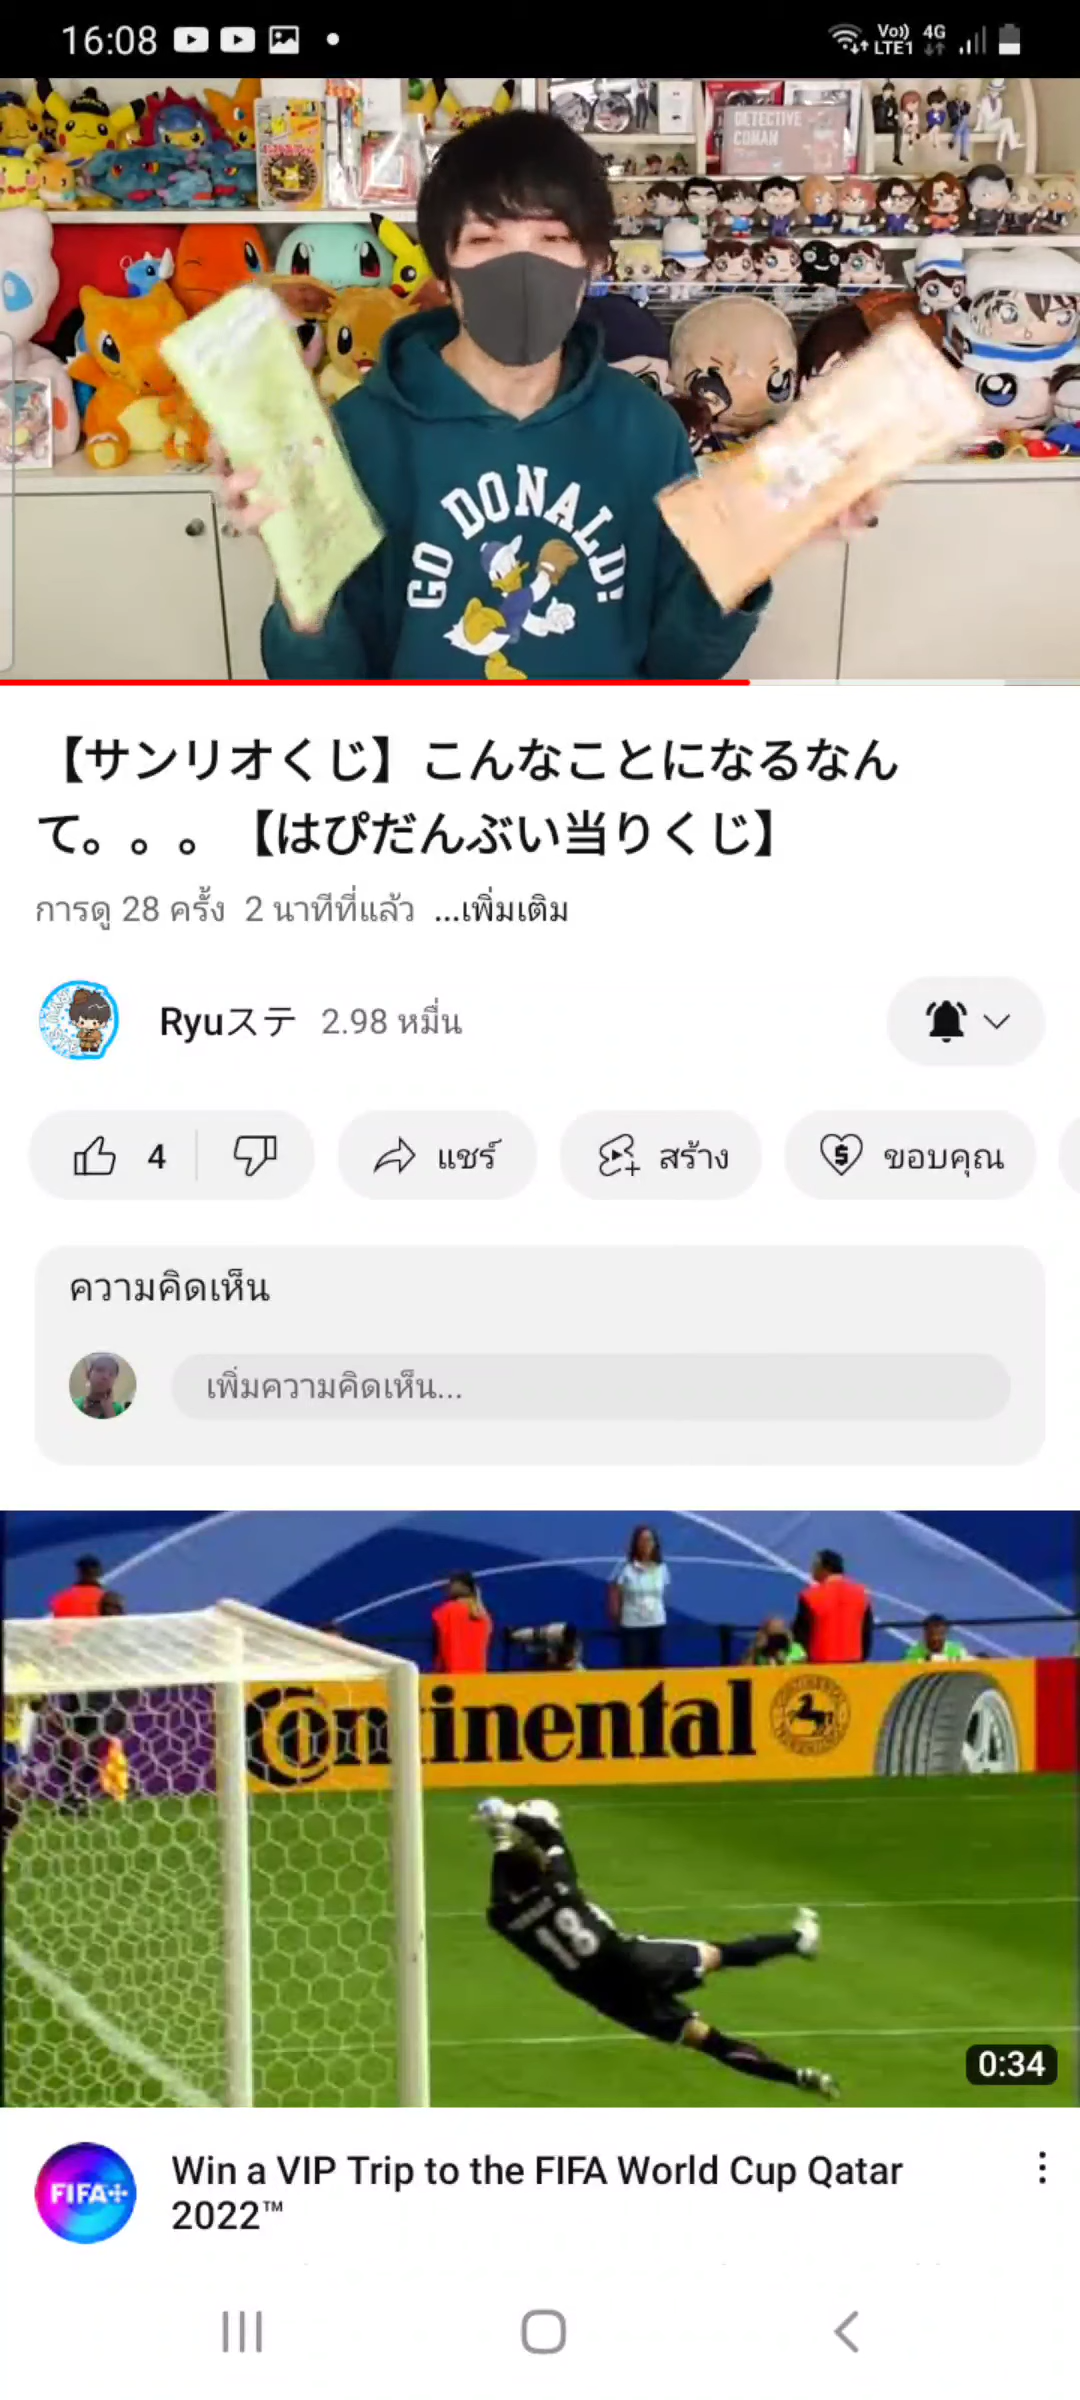 16:08
Vo))
LTE1
4G
DETECTIVE
CONAN
GO DONALD!
【サンリオくじ】こんなことになるなん
て。。。【はぴだんぶい当りくじ】
การดู 28 ครั้ง 2 นาทีที่แล้ว ...เพิ่มเติม
Ryuステ 2.98 หมื่น
4 แชร์ สร้าง ขอบคุณ
ความคิดเห็น
เพิ่มความคิดเห็น...
Continental
18
0:34
FIFA+
Win a VIP Trip to the FIFA World Cup Qatar
2022™